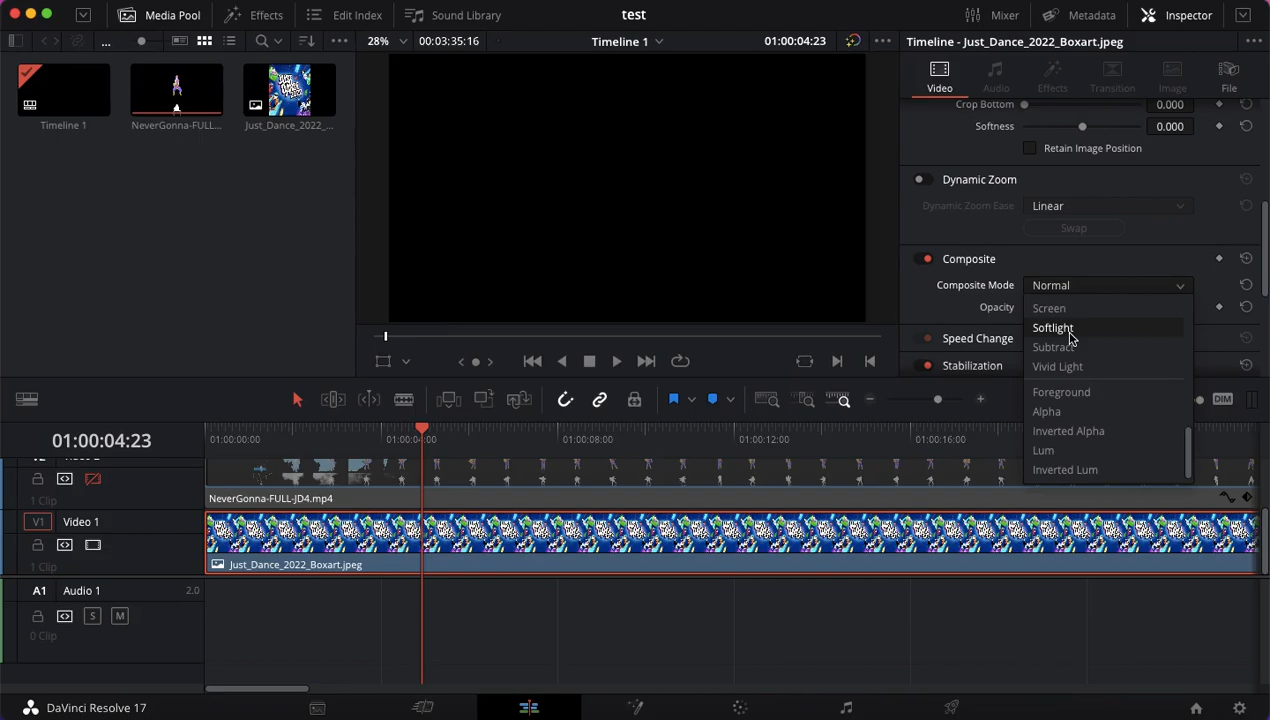 Media Pool
Effects
Edit Index
Sound Library
test
Mixer
Metadata
Inspector
...
28%
00:03:35:16
Timeline 1
01:00:04:23
Timeline - Just_Dance_2022_Boxart.jpeg
Timeline 1
NeverGonna-FULL...
Just_Dance_2022_...
Video
Audio
Effects
Transition
Image
File
Crop Bottom
0.000
Softness
0.000
Retain Image Position
Dynamic Zoom
Dynamic Zoom Ease
Linear
Swap
Composite
Composite Mode
Normal
Opacity
Screen
Softlight
Subtract
Vivid Light
Foreground
Alpha
Inverted Alpha
Lum
Inverted Lum
Speed Change
Stabilization
DIM
01:00:04:23
01:00:00:00
01:00:04:00
01:00:08:00
01:00:12:00
01:00:16:00
1 Clip
NeverGonna-FULL-JD4.mp4
V1
Video 1
1 Clip
Just_Dance_2022_Boxart.jpeg
A1
Audio 1
2.0
S
M
0 Clip
DaVinci Resolve 17